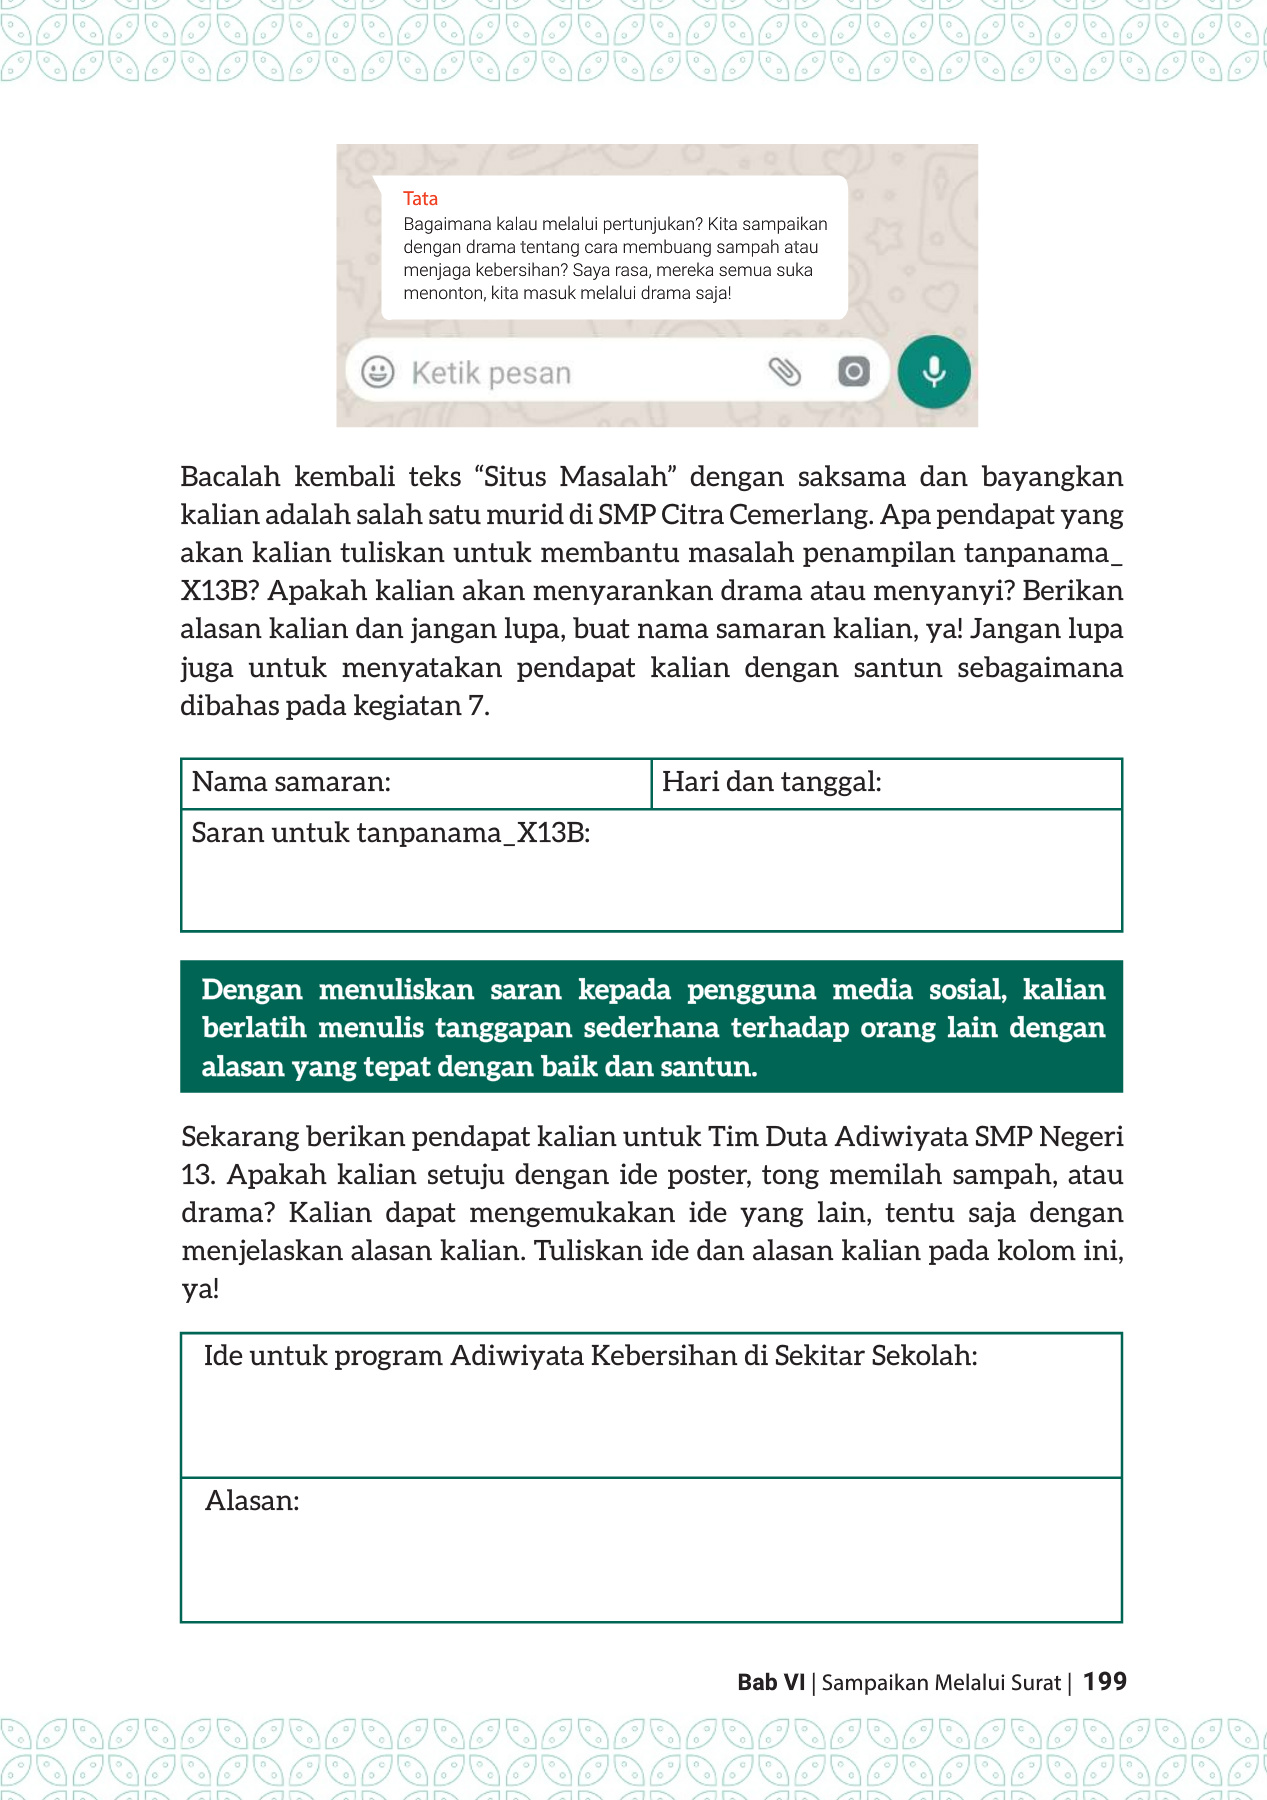 Tata
Bagaimana kalau melalui pertunjukan? Kita sampaikan
dengan drama tentang cara membuang sampah atau
menjaga kebersihan? Saya rasa, mereka semua suka
menonton, kita masuk melalui drama saja!
Ketik pesan
Bacalah kembali teks “Situs Masalah” dengan saksama dan bayangkan
kalian adalah salah satu murid di SMP Citra Cemerlang. Apa pendapat yang
akan kalian tuliskan untuk membantu masalah penampilan tanpanama_
X13B? Apakah kalian akan menyarankan drama atau menyanyi? Berikan
alasan kalian dan jangan lupa, buat nama samaran kalian, ya! Jangan lupa
juga untuk menyatakan pendapat kalian dengan santun sebagaimana
dibahas pada kegiatan 7.
Nama samaran:
Hari dan tanggal:
Saran untuk tanpanama_X13B:
Dengan menuliskan saran kepada pengguna media sosial, kalian
berlatih menulis tanggapan sederhana terhadap orang lain dengan
alasan yang tepat dengan baik dan santun.
Sekarang berikan pendapat kalian untuk Tim Duta Adiwiyata SMP Negeri
13. Apakah kalian setuju dengan ide poster, tong memilah sampah, atau
drama? Kalian dapat mengemukakan ide yang lain, tentu saja dengan
menjelaskan alasan kalian. Tuliskan ide dan alasan kalian pada kolom ini,
ya!
Ide untuk program Adiwiyata Kebersihan di Sekitar Sekolah:
Alasan:
Bab VI | Sampaikan Melalui Surat | 199